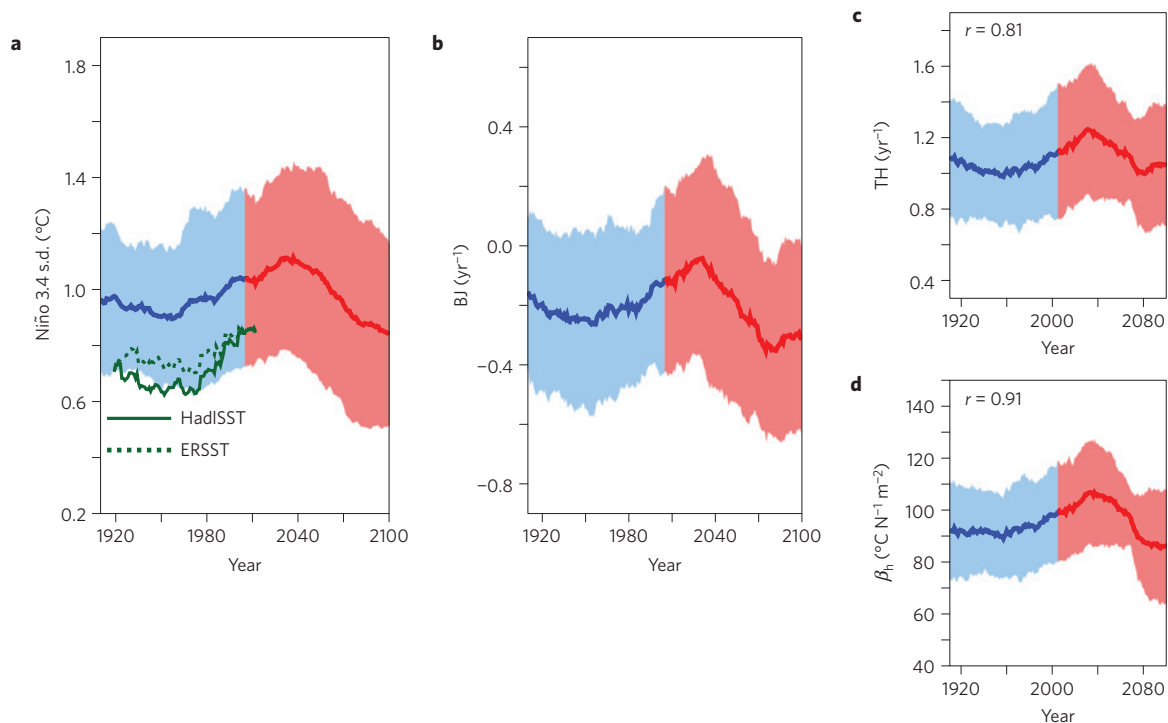 a
Niño 3.4 s.d. (°C)
1.8
1.4
1.0
0.6
0.2
HadISST
ERSST
1920
1980
2040
2100
Year
b
BJ (yr⁻¹)
0.4
0.0
−0.4
−0.8
1920
1980
2040
2100
Year
c
r = 0.81
TH (yr⁻¹)
1.6
1.2
0.8
0.4
1920
2000
2080
Year
d
r = 0.91
βh (°C N⁻¹ m⁻²)
140
120
100
80
60
40
1920
2000
2080
Year